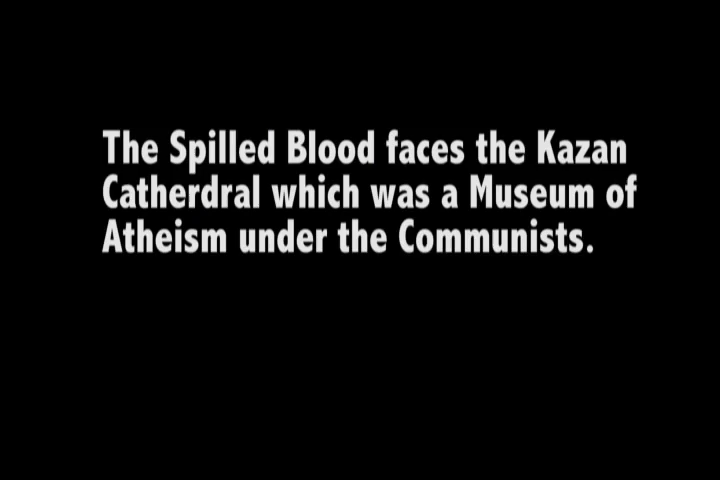 The Spilled Blood faces the Kazan
Catherdral which was a Museum of
Atheism under the Communists.